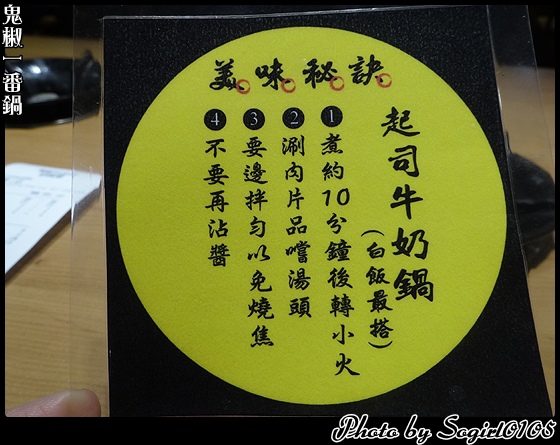 鬼椒一番鍋
美味秘訣
起司牛奶鍋
(白飯最搭)
1 煮約10分鐘後轉小火
2 涮肉片品嚐湯頭
3 要邊拌勻以免燒焦
4 不要再沾醬
Photo by Sagir10105